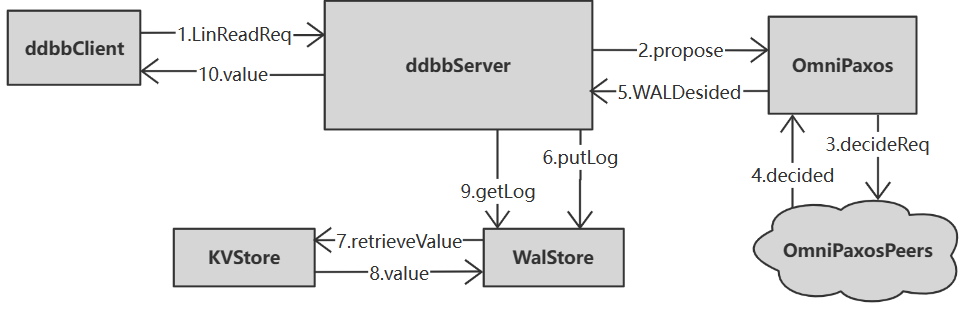 ddbbClient
1.LinReadReq
10.value
ddbbServer
2.propose
5.WALDesided
OmniPaxos
3.decideReq
4.decided
OmniPaxosPeers
6.putLog
9.getLog
KVStore
7.retrieveValue
8.value
WalStore